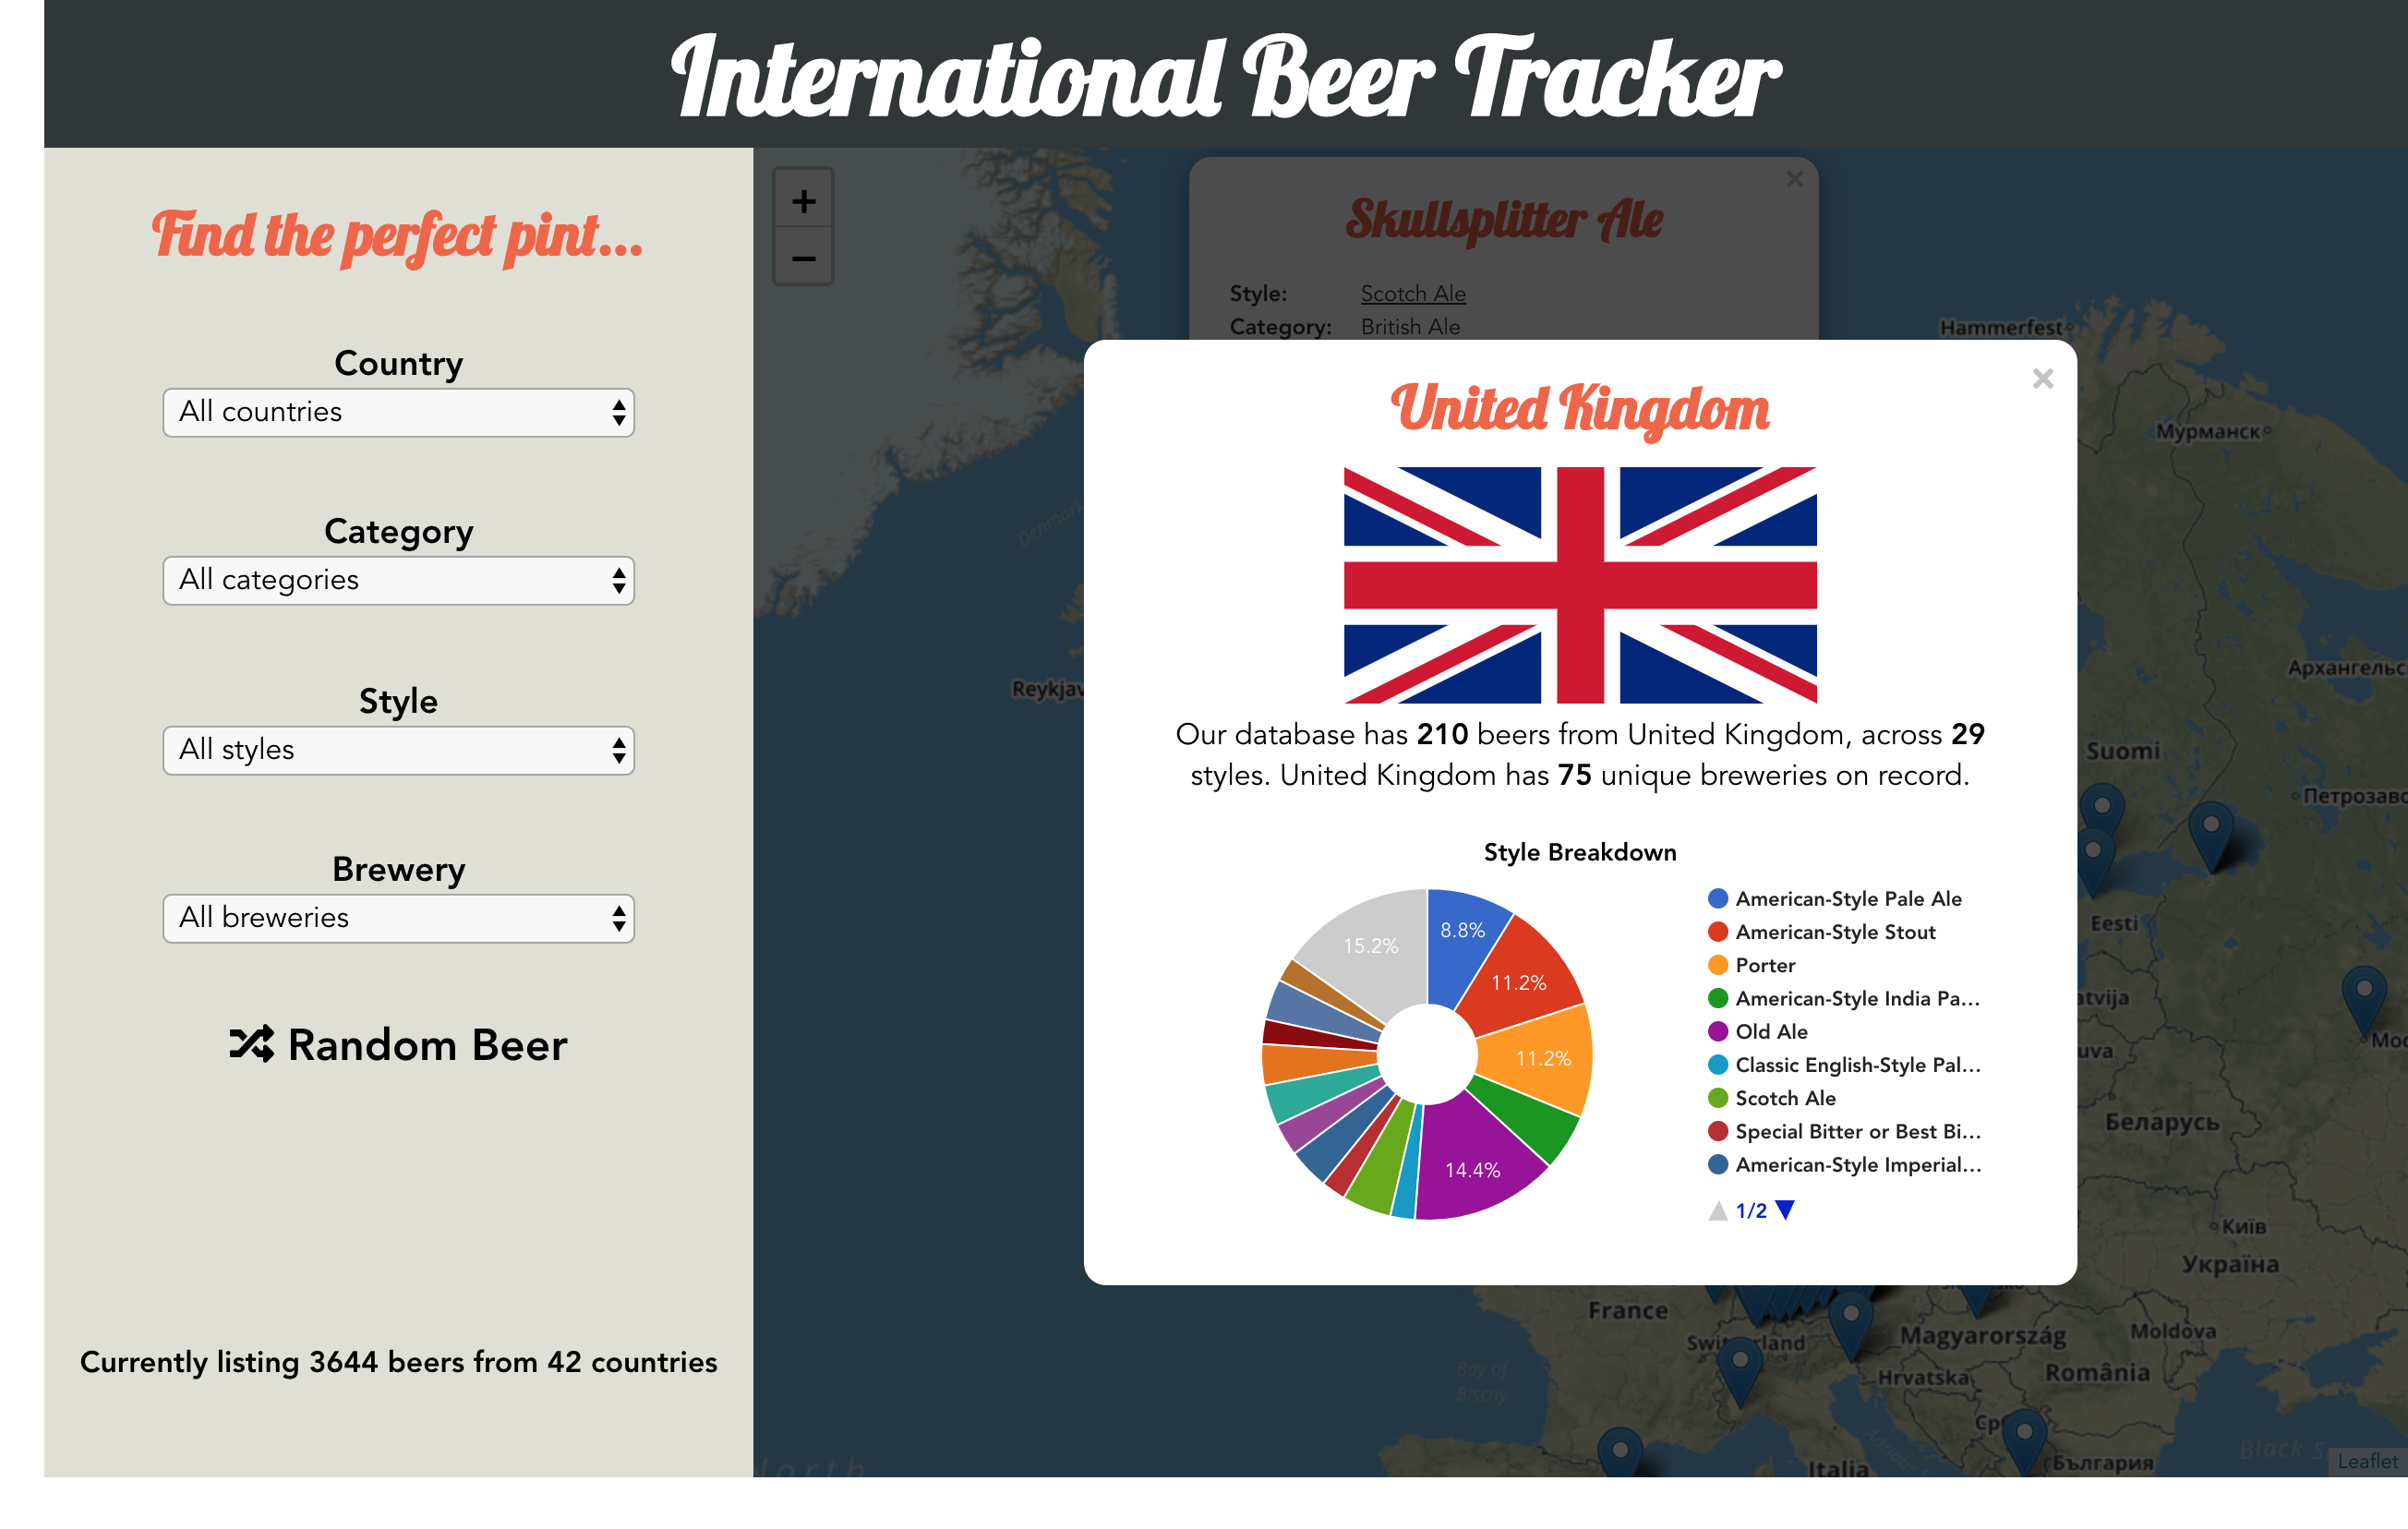 International Beer Tracker
Find the perfect pint...
Country
All countries
Category
All categories
Style
All styles
Brewery
All breweries
Random Beer
Currently listing 3644 beers from 42 countries
+
−
Skullsplitter Ale
Style: Scotch Ale
Category: British Ale
United Kingdom
Our database has 210 beers from United Kingdom, across 29
styles. United Kingdom has 75 unique breweries on record.
Style Breakdown
8.8%
11.2%
11.2%
14.4%
15.2%
American-Style Pale Ale
American-Style Stout
Porter
American-Style India Pa...
Old Ale
Classic English-Style Pal...
Scotch Ale
Special Bitter or Best Bi...
American-Style Imperial...
1/2
Denmark
Reykjav
Hammerfest
Мурманск
Архангельс
Suomi
Петрозаво
Eesti
atvija
Мос
uva
Беларусь
Київ
Україна
France
Magyarország
Moldova
Hrvatska
România
Bay of
Biscay
Italia
България
Black S
North
Leaflet